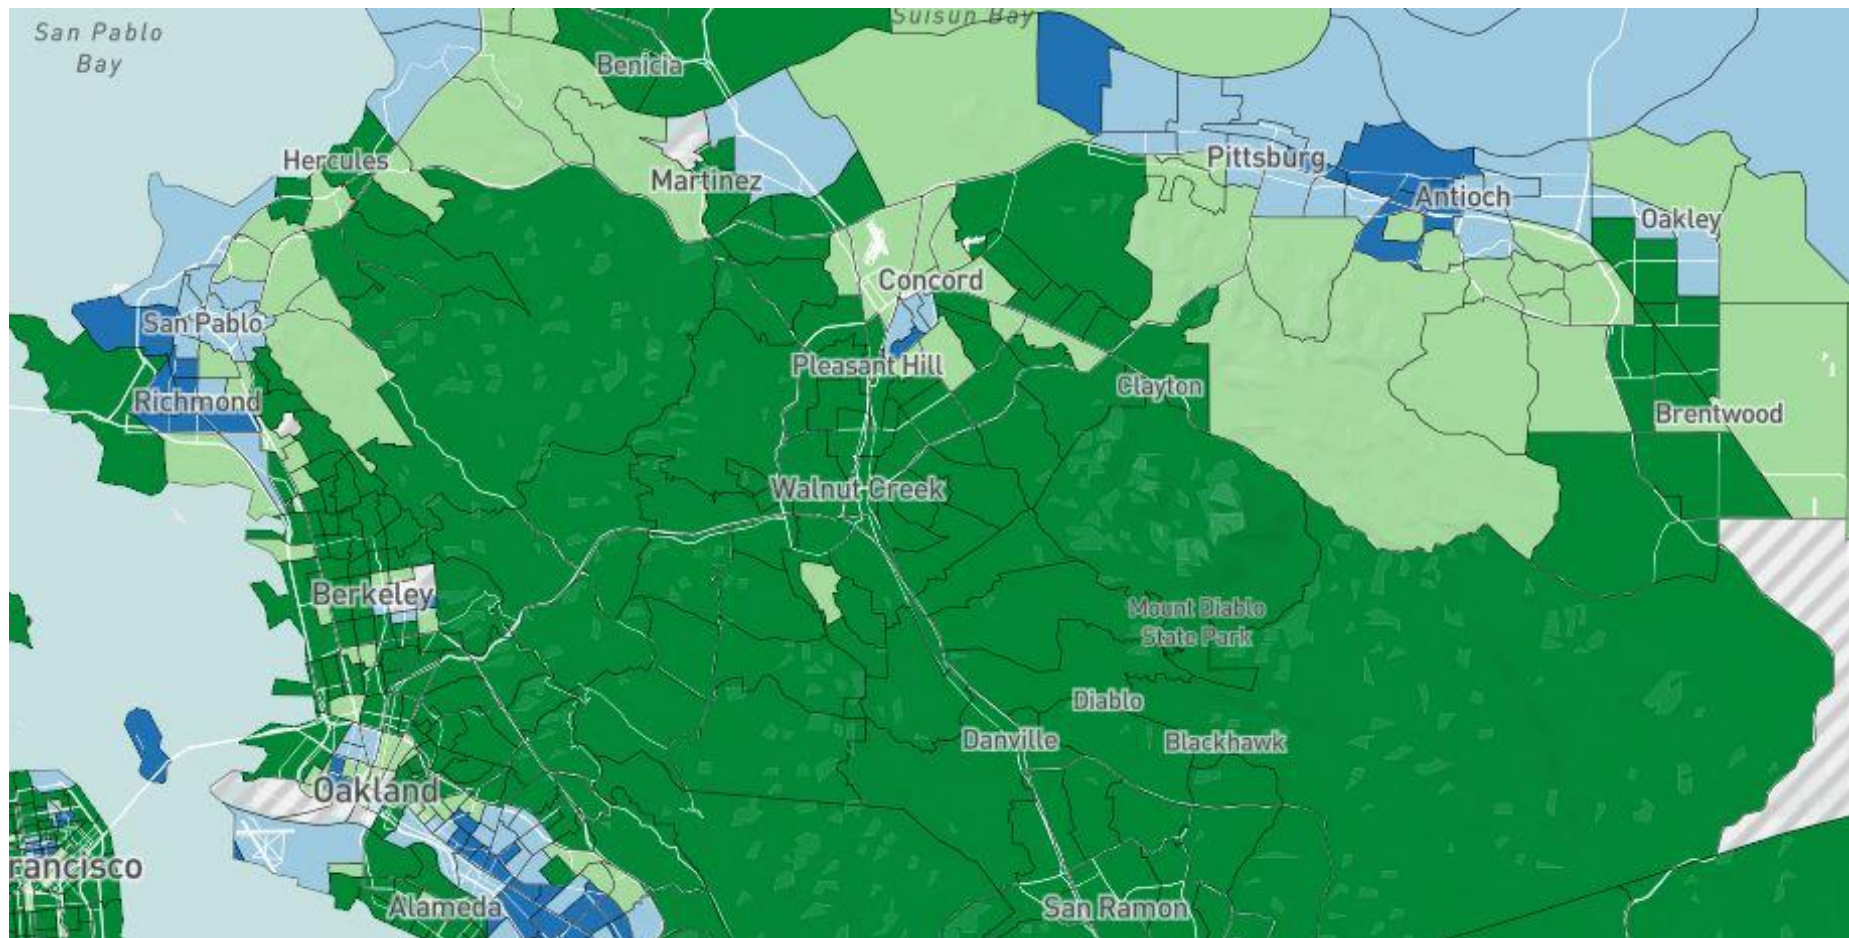 San Pablo
Bay
Suisun Bay
Benicia
Hercules
Martinez
Pittsburg
Antioch
Oakley
San Pablo
Concord
Richmond
Pleasant Hill
Clayton
Brentwood
Walnut Creek
Berkeley
Mount Diablo
State Park
Diablo
Danville
Blackhawk
Oakland
rancisco
Alameda
San Ramon